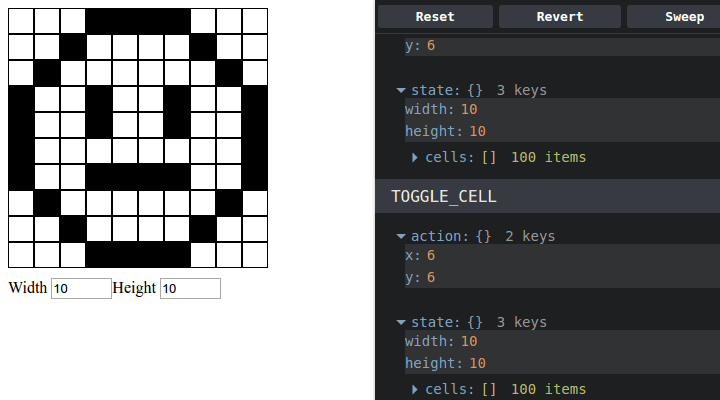 Reset Revert Sweep
y: 6
state: {} 3 keys
width: 10
height: 10
cells: [] 100 items
TOGGLE_CELL
action: {} 2 keys
x: 6
y: 6
state: {} 3 keys
width: 10
height: 10
cells: [] 100 items
Width 10 Height 10